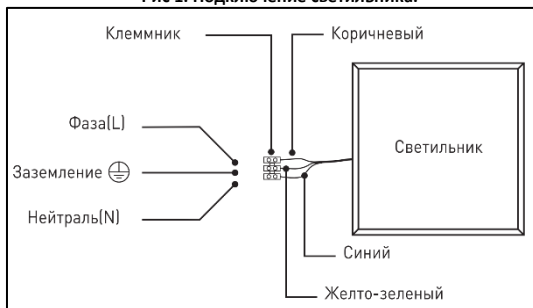 Рис 1. Подключение светильника.
Клеммник
Коричневый
Фаза(L)
Заземление
Нейтраль(N)
Светильник
Синий
Желто-зеленый